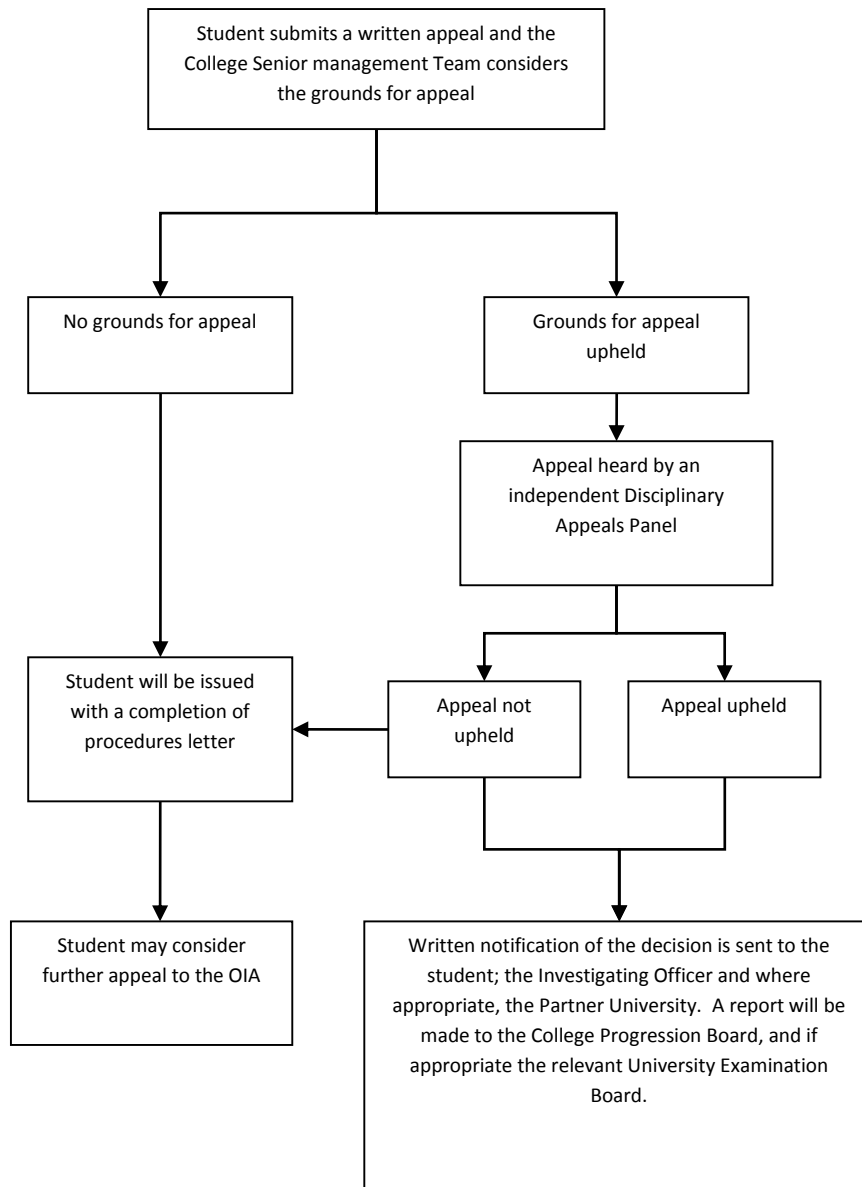 Student submits a written appeal and the
College Senior management Team considers
the grounds for appeal
No grounds for appeal
Grounds for appeal
upheld
Appeal heard by an
independent Disciplinary
Appeals Panel
Student will be issued
with a completion of
procedures letter
Appeal not
upheld
Appeal upheld
Student may consider
further appeal to the OIA
Written notification of the decision is sent to the
student; the Investigating Officer and where
appropriate, the Partner University.  A report will be
made to the College Progression Board, and if
appropriate the relevant University Examination
Board.